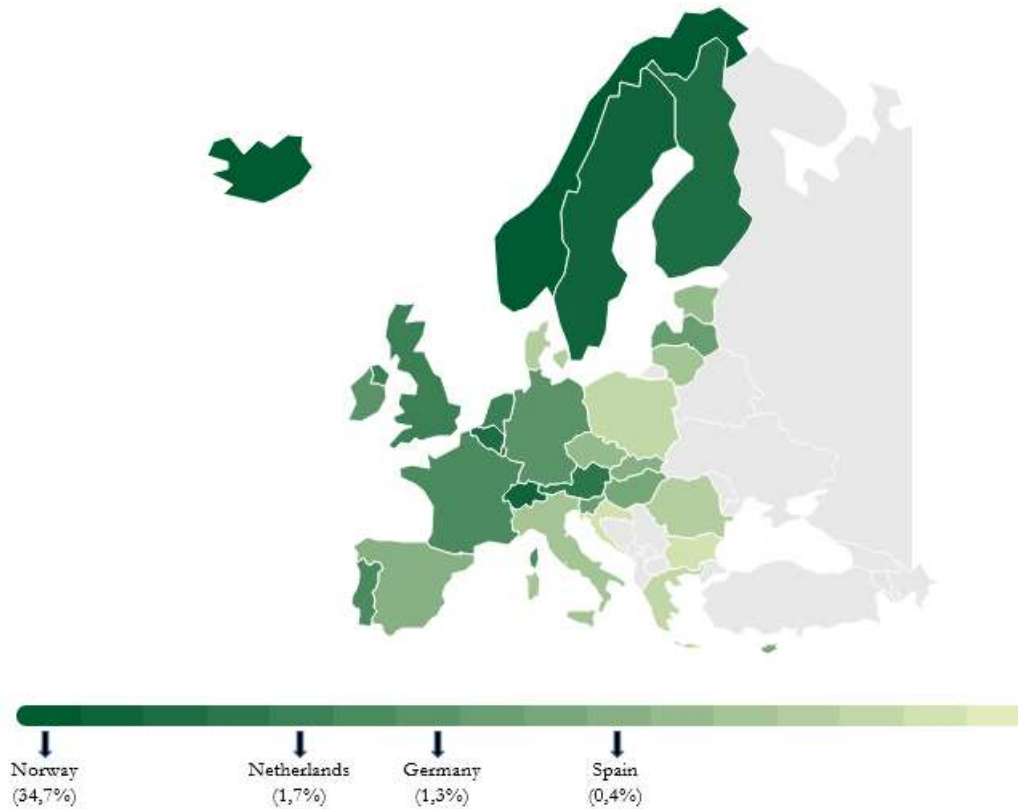 Norway
(34,7%)
Netherlands
(1,7%)
Germany
(1,3%)
Spain
(0,4%)